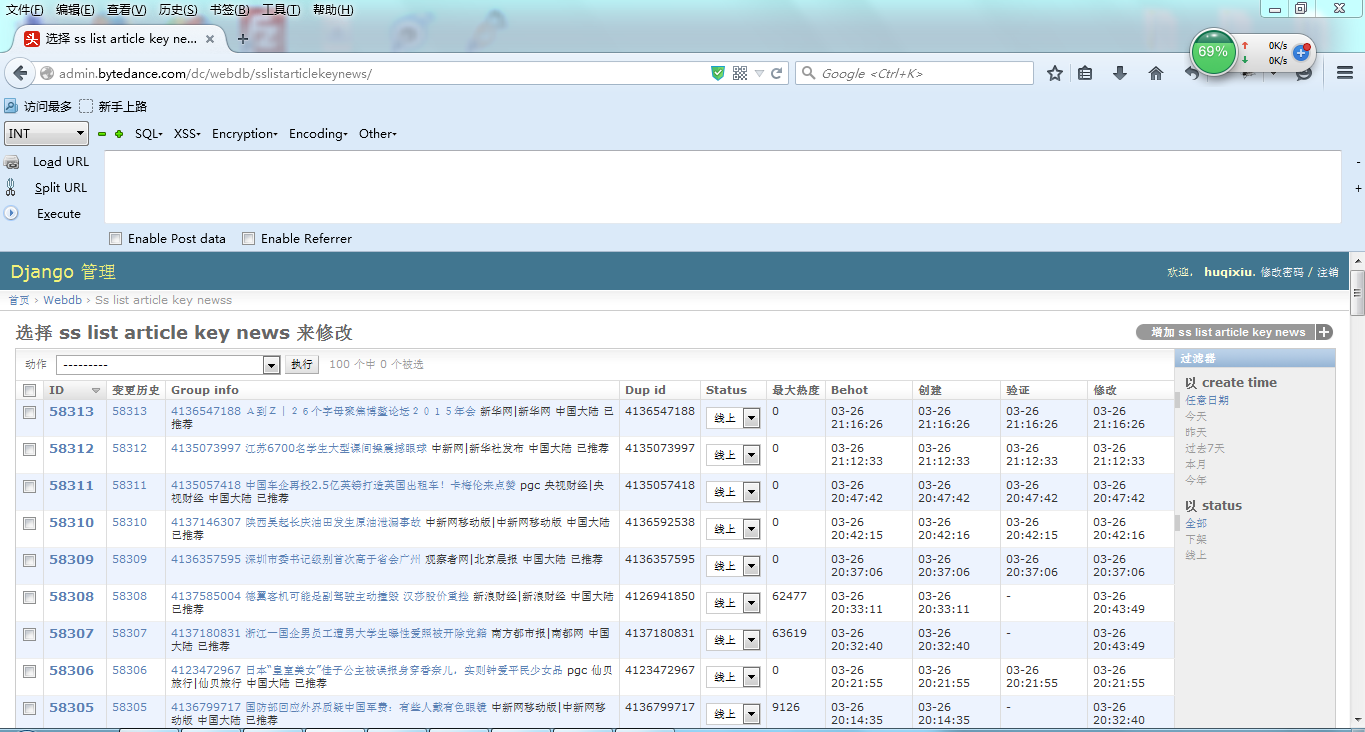 文件(F) 编辑(E) 查看(V) 历史(S) 书签(B) 工具(T) 帮助(H)
选择 ss list article key ne... × +
69% 0K/s
0K/s
admin.bytedance.com/dc/webdb/sslistarticlekeynews/ Google <Ctrl+K>
访问最多 新手上路
INT SQL XSS Encryption Encoding Other
Load URL
Split URL
Execute
Enable Post data Enable Referrer
Django 管理 欢迎， huqixiu. 修改密码 / 注销
首页 › Webdb › Ss list article key newss
选择 ss list article key news 来修改 增加 ss list article key news +
动作 --------- 执行 100 个中 0 个被选
ID 变更历史 Group info Dup id Status 最大热度 Behot 创建 验证 修改
58313 58313 4136547188 A到Z｜２６个字母聚焦博鳌论坛２０１５年会 新华网|新华网 中国大陆 已推荐 4136547188 线上 0 03-26 21:16:26 03-26 21:16:26 03-26 21:16:26 03-26 21:16:26
58312 58312 4135073997 江苏6700名学生大型课间操震撼眼球 中新网|新华社发布 中国大陆 已推荐 4135073997 线上 0 03-26 21:12:33 03-26 21:12:33 03-26 21:12:33 03-26 21:12:33
58311 58311 4135057418 中国车企再投2.5亿英镑打造英国出租车！卡梅伦来点赞 pgc 央视财经|央视财经 中国大陆 已推荐 4135057418 线上 0 03-26 20:47:42 03-26 20:47:42 03-26 20:47:42 03-26 20:47:42
58310 58310 4137146307 陕西吴起长庆油田发生原油泄漏事故 中新网移动版|中新网移动版 中国大陆 已推荐 4136592538 线上 0 03-26 20:42:15 03-26 20:42:16 03-26 20:42:15 03-26 20:42:16
58309 58309 4136357595 深圳市委书记级别首次高于省会广州 观察者网|北京晨报 中国大陆 已推荐 4136357595 线上 0 03-26 20:37:06 03-26 20:37:06 03-26 20:37:06 03-26 20:37:06
58308 58308 4137585004 德翼客机可能是副驾驶主动撞毁 汉莎股价重挫 新浪财经|新浪财经 中国大陆 已推荐 4126941850 线上 62477 03-26 20:33:11 03-26 20:33:11 - 03-26 20:43:49
58307 58307 4137180831 浙江一国企男员工遭男大学生曝性爱照被开除党籍 南方都市报|南都网 中国大陆 已推荐 4137180831 线上 63619 03-26 20:32:40 03-26 20:32:40 - 03-26 20:43:49
58306 58306 4123472967 日本“皇室美女”佳子公主被误报身穿香奈儿，实则钟爱平民少女品 pgc 仙贝旅行|仙贝旅行 中国大陆 已推荐 4123472967 线上 0 03-26 20:21:55 03-26 20:21:55 03-26 20:21:55 03-26 20:21:55
58305 58305 4136799717 国防部回应外界质疑中国军费：有些人戴有色眼镜 中新网移动版|中新网移动版 中国大陆 已推荐 4136799717 线上 9126 03-26 20:14:35 03-26 20:14:35 - 03-26 20:32:40
过滤器
以 create time
任意日期
今天
昨天
过去7天
本月
今年
以 status
全部
下架
线上